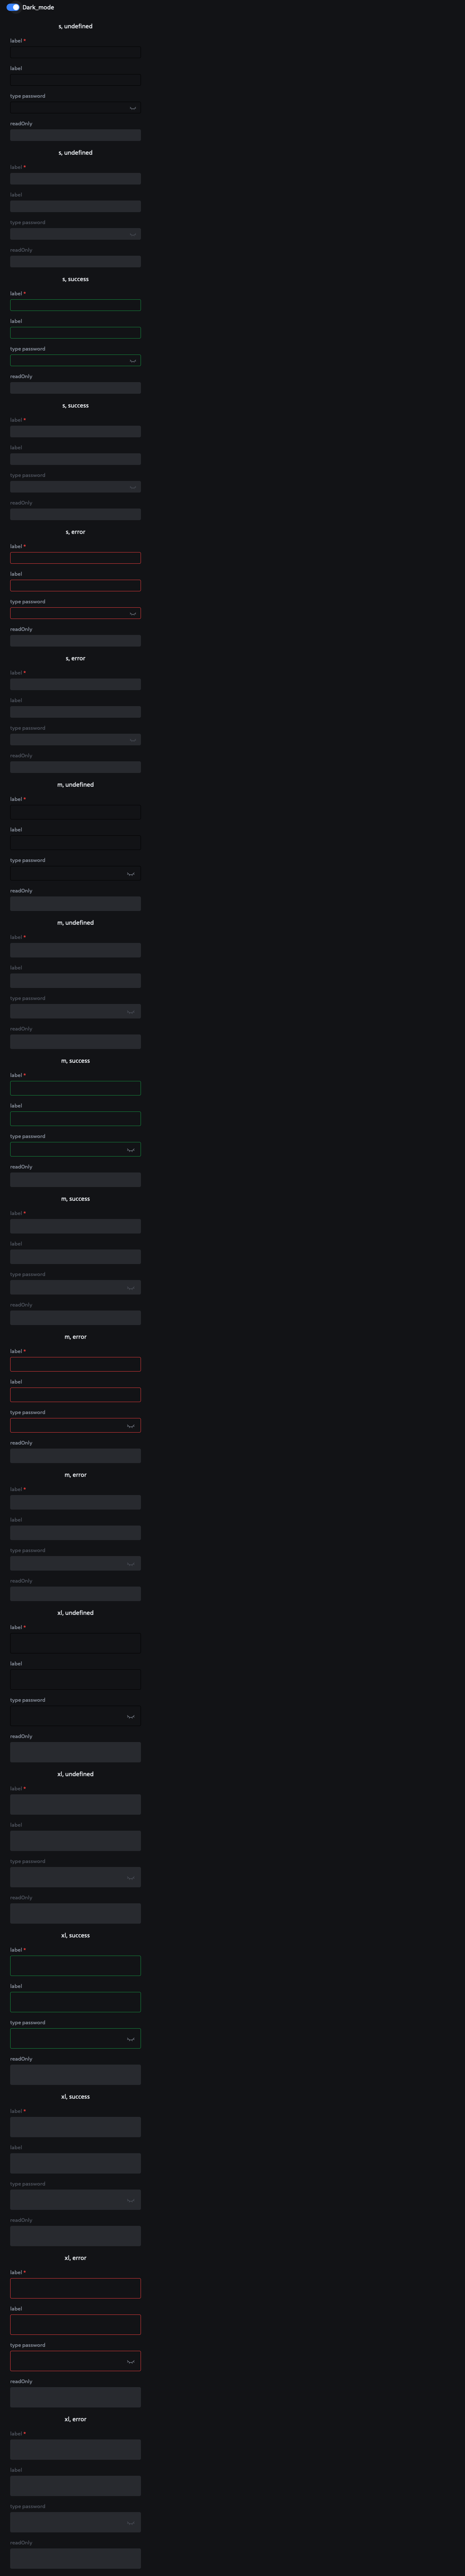 Dark_mode
s, undefined
label *
label
type password
readOnly
s, undefined
label *
label
type password
readOnly
s, success
label *
label
type password
readOnly
s, success
label *
label
type password
readOnly
s, error
label *
label
type password
readOnly
s, error
label *
label
type password
readOnly
m, undefined
label *
label
type password
readOnly
m, undefined
label *
label
type password
readOnly
m, success
label *
label
type password
readOnly
m, success
label *
label
type password
readOnly
m, error
label *
label
type password
readOnly
m, error
label *
label
type password
readOnly
xl, undefined
label *
label
type password
readOnly
xl, undefined
label *
label
type password
readOnly
xl, success
label *
label
type password
readOnly
xl, success
label *
label
type password
readOnly
xl, error
label *
label
type password
readOnly
xl, error
label *
label
type password
readOnly